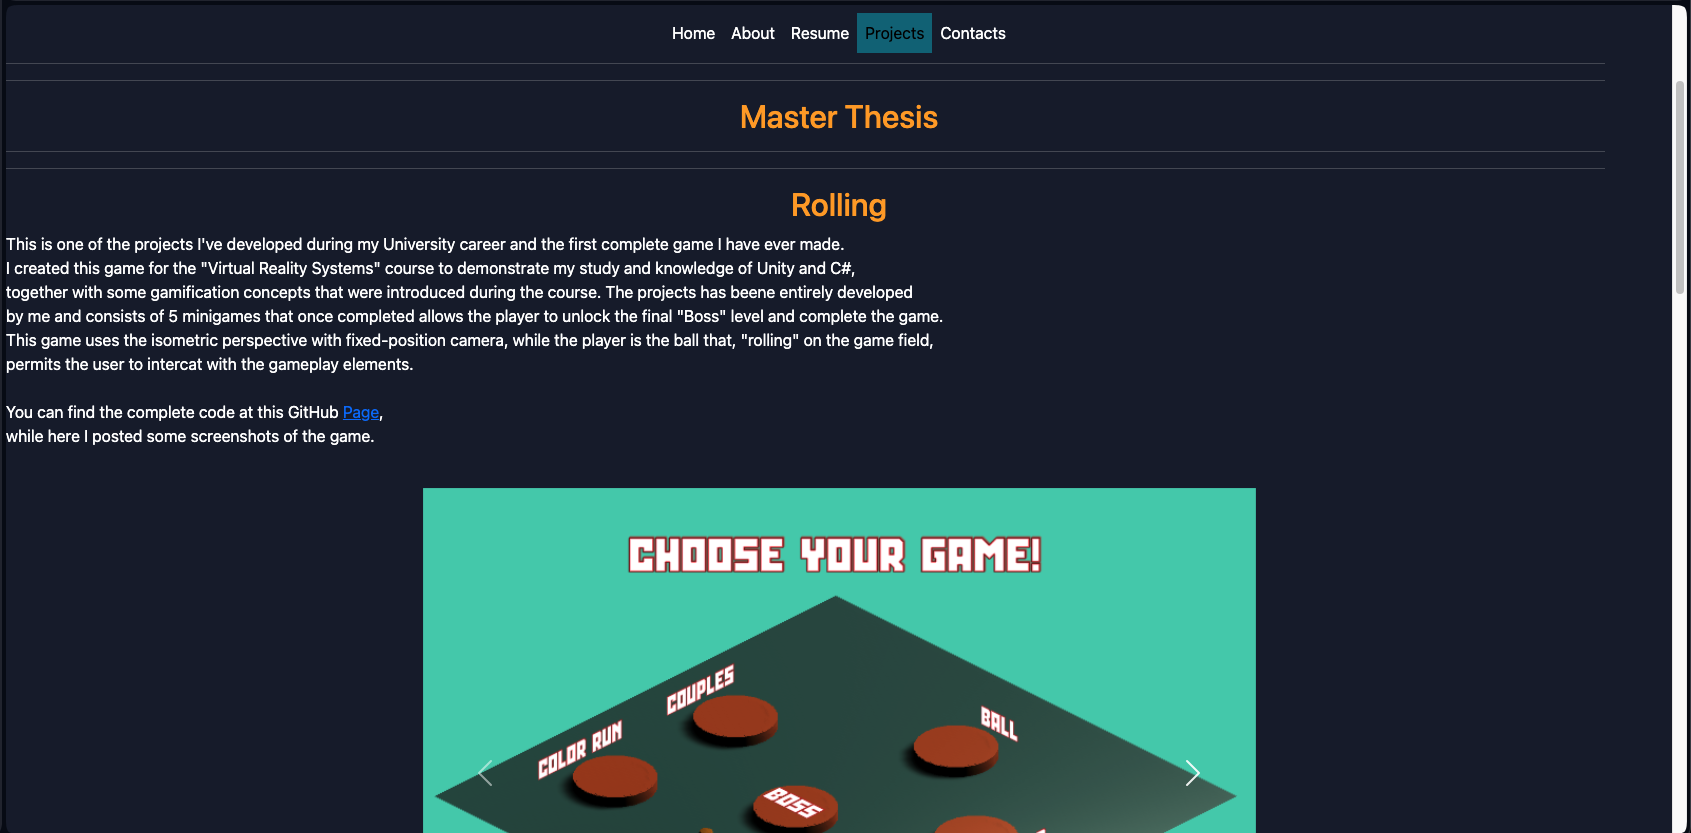 Home About Resume Projects Contacts
Master Thesis
Rolling
This is one of the projects I've developed during my University career and the first complete game I have ever made.
I created this game for the "Virtual Reality Systems" course to demonstrate my study and knowledge of Unity and C#,
together with some gamification concepts that were introduced during the course. The projects has beene entirely developed
by me and consists of 5 minigames that once completed allows the player to unlock the final "Boss" level and complete the game.
This game uses the isometric perspective with fixed-position camera, while the player is the ball that, "rolling" on the game field,
permits the user to intercat with the gameplay elements.
You can find the complete code at this GitHub Page,
while here I posted some screenshots of the game.
CHOOSE YOUR GAME!
COUPLES
BALL
COLOR RUN
BOSS